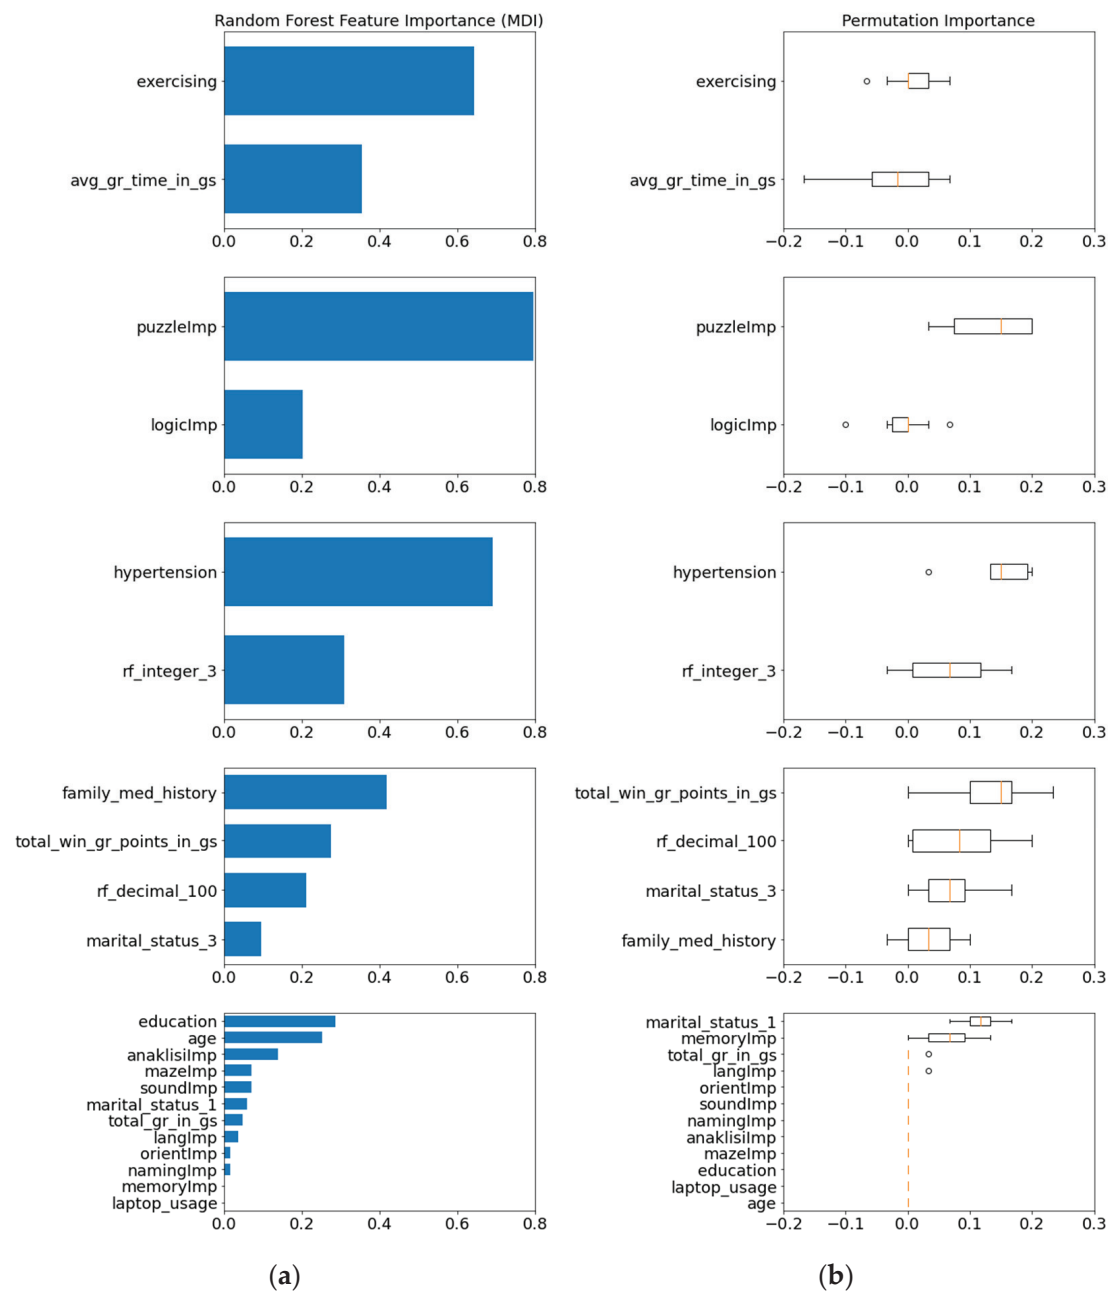 Random Forest Feature Importance (MDI)
exercising
avg_gr_time_in_gs
0.0 0.2 0.4 0.6 0.8
puzzleImp
logicImp
0.0 0.2 0.4 0.6 0.8
hypertension
rf_integer_3
0.0 0.2 0.4 0.6 0.8
family_med_history
total_win_gr_points_in_gs
rf_decimal_100
marital_status_3
0.0 0.2 0.4 0.6 0.8
education
age
anaklisiImp
mazeImp
soundImp
marital_status_1
total_gr_in_gs
langImp
orientImp
namingImp
memoryImp
laptop_usage
0.0 0.2 0.4 0.6 0.8
(a)
Permutation Importance
exercising
avg_gr_time_in_gs
−0.2 −0.1 0.0 0.1 0.2 0.3
puzzleImp
logicImp
−0.2 −0.1 0.0 0.1 0.2 0.3
hypertension
rf_integer_3
−0.2 −0.1 0.0 0.1 0.2 0.3
total_win_gr_points_in_gs
rf_decimal_100
marital_status_3
family_med_history
−0.2 −0.1 0.0 0.1 0.2 0.3
marital_status_1
memoryImp
total_gr_in_gs
langImp
orientImp
soundImp
namingImp
anaklisiImp
mazeImp
education
laptop_usage
age
−0.2 −0.1 0.0 0.1 0.2 0.3
(b)